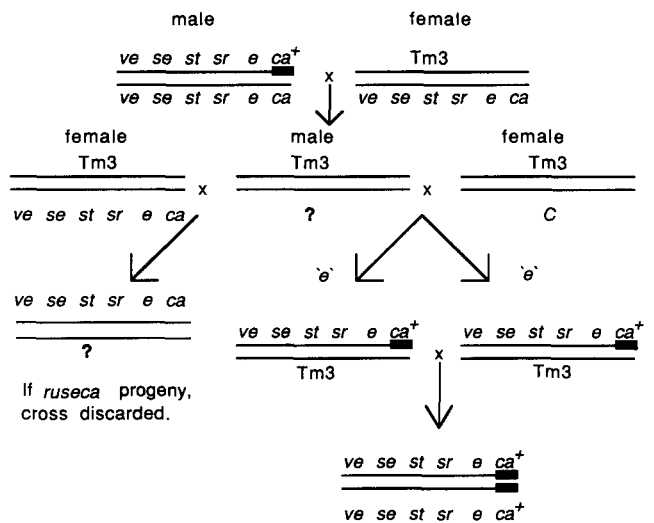 male female
ve se st sr e ca+ Tm3
x
ve se st sr e ca ve se st sr e ca
female male female
Tm3 Tm3 Tm3
x x
ve se st sr e ca ? C
`e` `e`
ve se st sr e ca
ve se st sr e ca+ ve se st sr e ca+
? x
Tm3 Tm3
If ruseca progeny,
cross discarded.
ve se st sr e ca+
ve se st sr e ca+